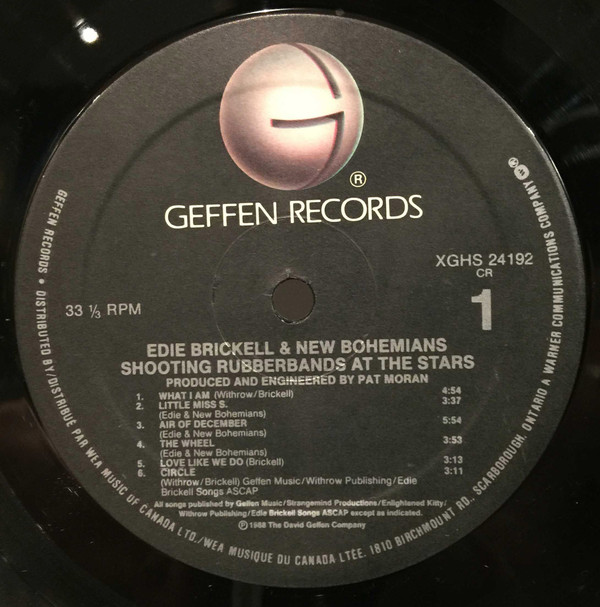 ®
GEFFEN RECORDS
XGHS 24192
CR
33 ⅓ RPM
1
EDIE BRICKELL & NEW BOHEMIANS
SHOOTING RUBBERBANDS AT THE STARS
PRODUCED AND ENGINEERED BY PAT MORAN
1. WHAT I AM (Withrow/Brickell) 4:54
2. LITTLE MISS S. 3:37
(Edie & New Bohemians)
3. AIR OF DECEMBER 5:54
(Edie & New Bohemians)
4. THE WHEEL 3:53
(Edie & New Bohemians)
5. LOVE LIKE WE DO (Brickell) 3:13
6. CIRCLE 3:11
(Withrow/Brickell) Geffen Music/Withrow Publishing/Edie
Brickell Songs ASCAP
All songs published by Geffen Music/Strangemind Productions/Enlightened Kitty/
Withrow Publishing/Edie Brickell Songs ASCAP except as indicated.
℗ 1988 The David Geffen Company
GEFFEN RECORDS • DISTRIBUTED BY/DISTRIBUÉ PAR WEA MUSIC OF CANADA LTD./WEA MUSIQUE DU CANADA LTÉE. 1810 BIRCHMOUNT RD., SCARBOROUGH, ONTARIO A WARNER COMMUNICATIONS COMPANY